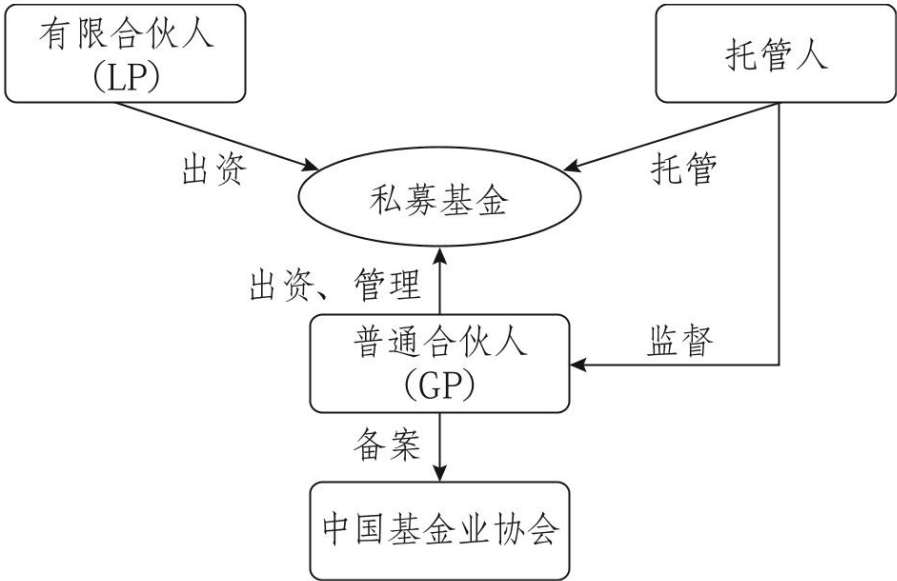 有限合伙人
(LP)
托管人
出资
托管
私募基金
出资、管理
普通合伙人
(GP)
监督
备案
中国基金业协会